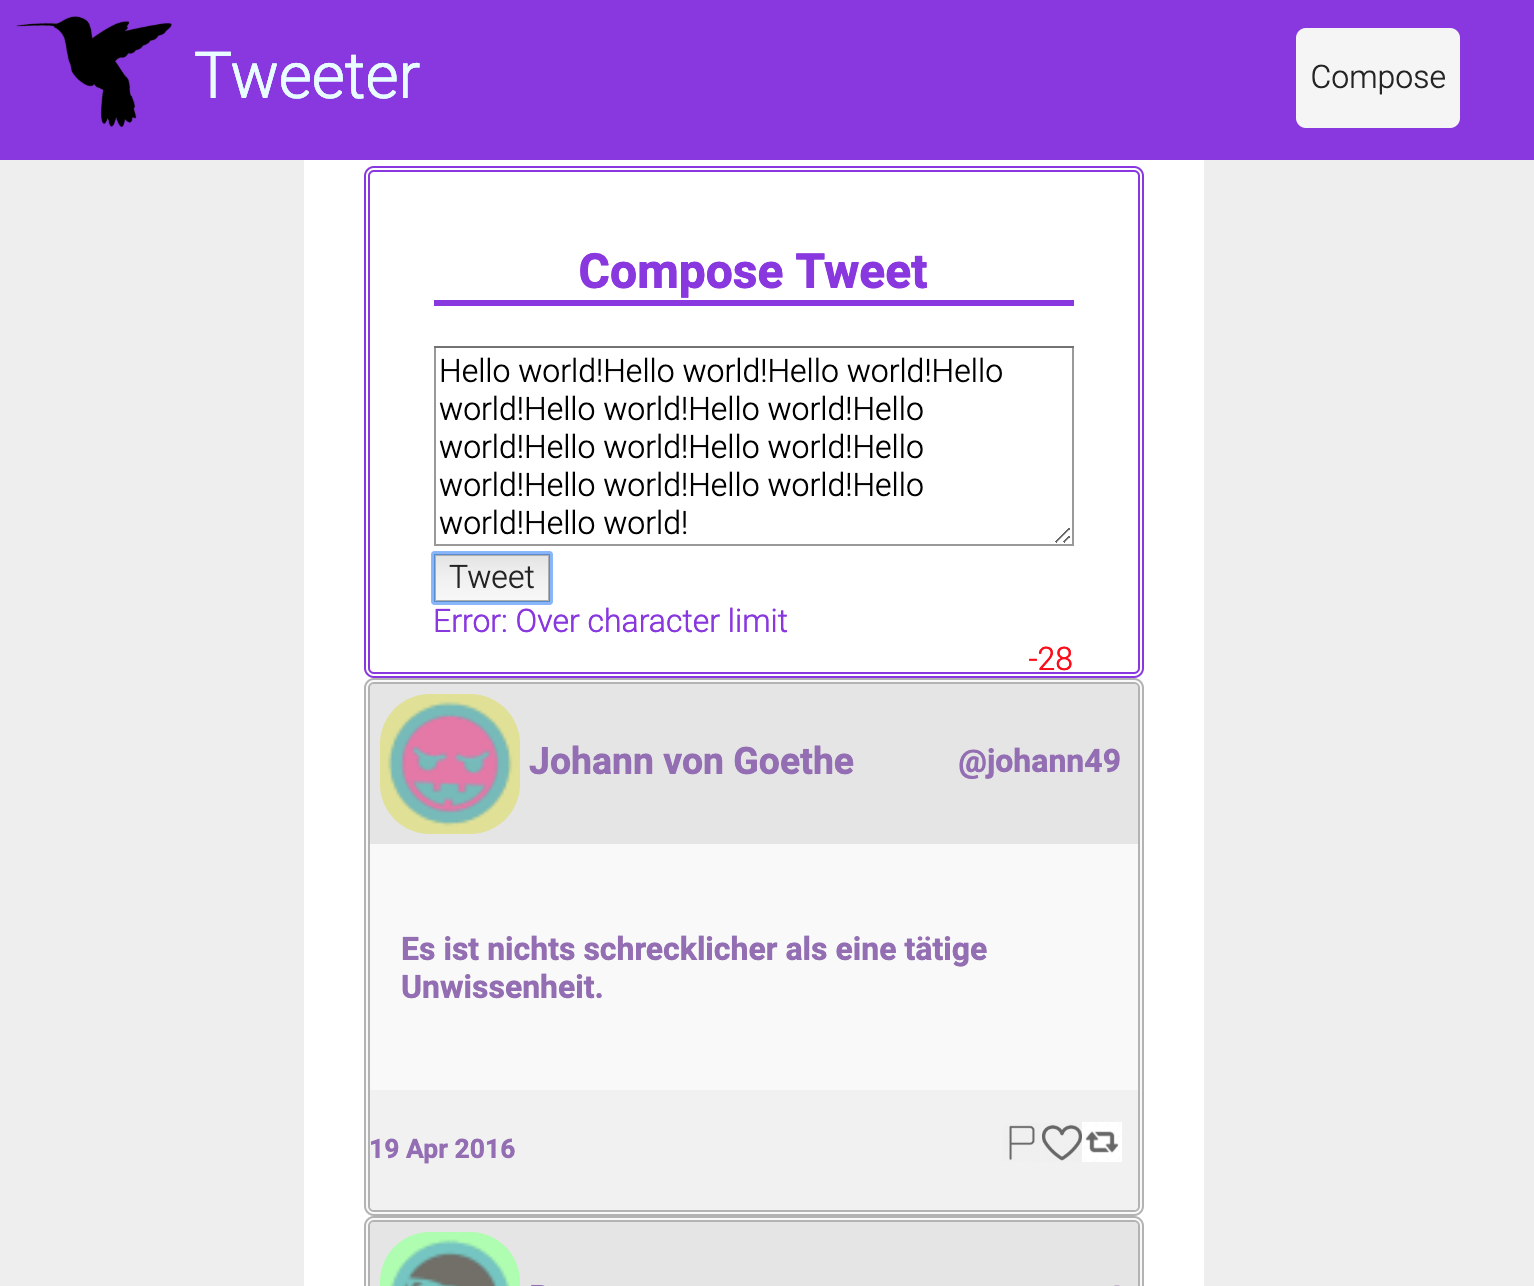 Tweeter
Compose
Compose Tweet
Hello world!Hello world!Hello world!Hello
world!Hello world!Hello world!Hello
world!Hello world!Hello world!Hello
world!Hello world!Hello world!Hello
world!Hello world!
Tweet
Error: Over character limit
-28
Johann von Goethe
@johann49
Es ist nichts schrecklicher als eine tätige
Unwissenheit.
19 Apr 2016